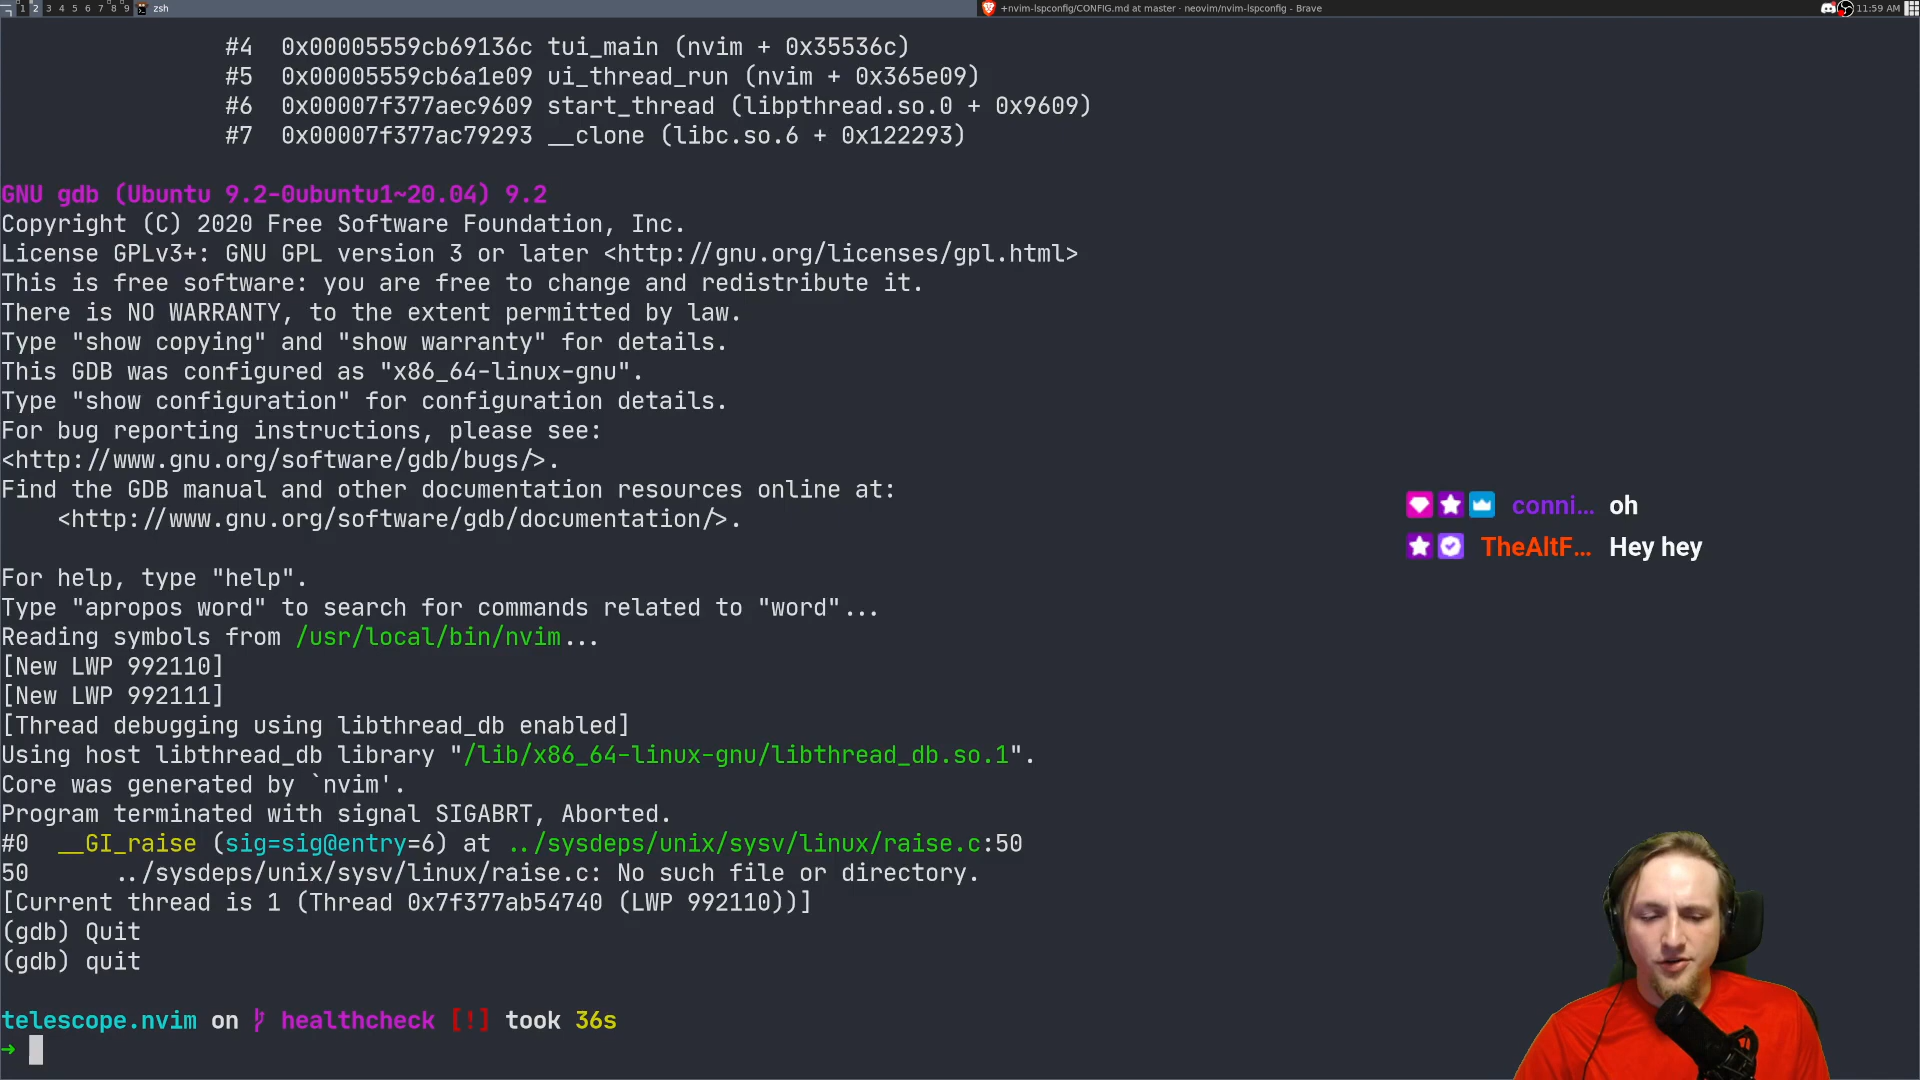 1 2 3 4 5 6 7 8 9 zsh
+nvim-lspconfig/CONFIG.md at master · neovim/nvim-lspconfig - Brave
11:59 AM
#4 0x00005559cb69136c tui_main (nvim + 0x35536c)
#5 0x00005559cb6a1e09 ui_thread_run (nvim + 0x365e09)
#6 0x00007f377aec9609 start_thread (libpthread.so.0 + 0x9609)
#7 0x00007f377ac79293 __clone (libc.so.6 + 0x122293)
GNU gdb (Ubuntu 9.2-0ubuntu1~20.04) 9.2
Copyright (C) 2020 Free Software Foundation, Inc.
License GPLv3+: GNU GPL version 3 or later <http://gnu.org/licenses/gpl.html>
This is free software: you are free to change and redistribute it.
There is NO WARRANTY, to the extent permitted by law.
Type "show copying" and "show warranty" for details.
This GDB was configured as "x86_64-linux-gnu".
Type "show configuration" for configuration details.
For bug reporting instructions, please see:
<http://www.gnu.org/software/gdb/bugs/>.
Find the GDB manual and other documentation resources online at:
<http://www.gnu.org/software/gdb/documentation/>.
For help, type "help".
Type "apropos word" to search for commands related to "word"...
Reading symbols from /usr/local/bin/nvim...
[New LWP 992110]
[New LWP 992111]
[Thread debugging using libthread_db enabled]
Using host libthread_db library "/lib/x86_64-linux-gnu/libthread_db.so.1".
Core was generated by `nvim'.
Program terminated with signal SIGABRT, Aborted.
#0 __GI_raise (sig=sig@entry=6) at ../sysdeps/unix/sysv/linux/raise.c:50
50 ../sysdeps/unix/sysv/linux/raise.c: No such file or directory.
[Current thread is 1 (Thread 0x7f377ab54740 (LWP 992110))]
(gdb) Quit
(gdb) quit
telescope.nvim on healthcheck [!] took 36s
→
conni... oh
TheAltF... Hey hey